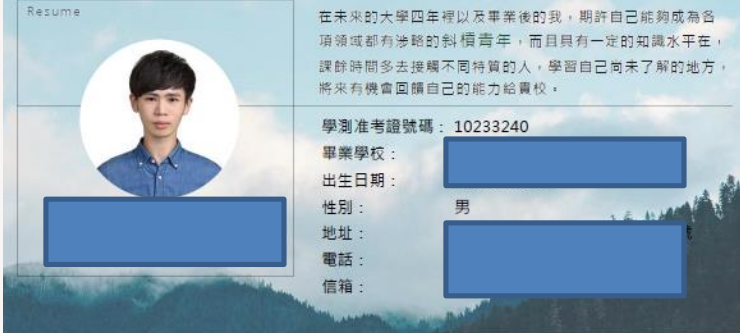 Resume
在未來的大學四年裡以及畢業後的我，期許自己能夠成為各
項領域都有涉略的斜槓青年，而且具有一定的知識水平在，
課餘時間多去接觸不同特質的人，學習自己尚未了解的地方，
將來有機會回饋自己的能力給貴校。
學測准考證號碼：10233240
畢業學校：
出生日期：
性別：男
地址：
電話：
信箱：